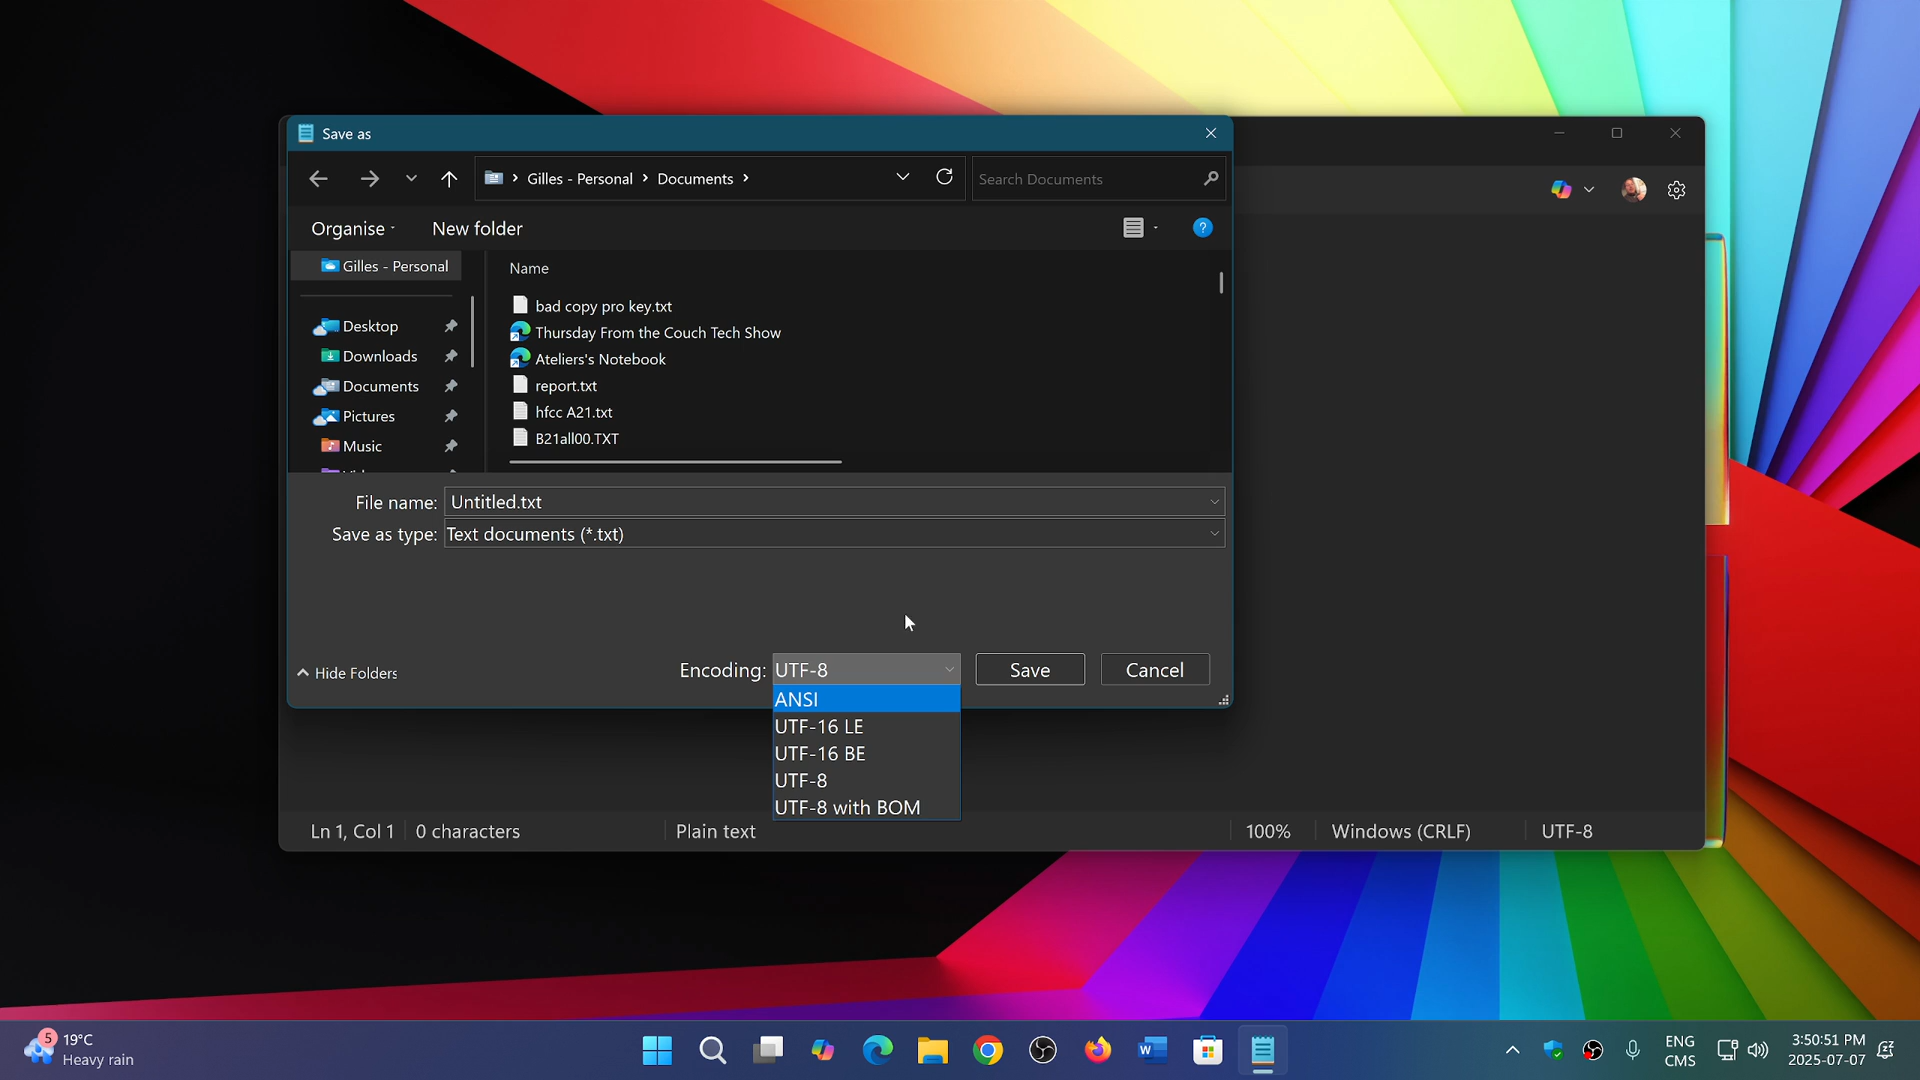 Save as
Gilles - Personal
Documents
Search Documents
Organise
New folder
?
Gilles - Personal
Desktop
Downloads
Documents
Pictures
Music
Name
bad copy pro key.txt
Thursday From the Couch Tech Show
Ateliers's Notebook
report.txt
hfcc A21.txt
B21all00.TXT
File name: Untitled.txt
Save as type: Text documents (*.txt)
Hide Folders
Encoding: UTF-8
Save
Cancel
ANSI
UTF-16 LE
UTF-16 BE
UTF-8
UTF-8 with BOM
Ln 1, Col 1
0 characters
Plain text
100%
Windows (CRLF)
UTF-8
5
19°C
Heavy rain
W
ENG
CMS
3:50:51 PM
2025-07-07